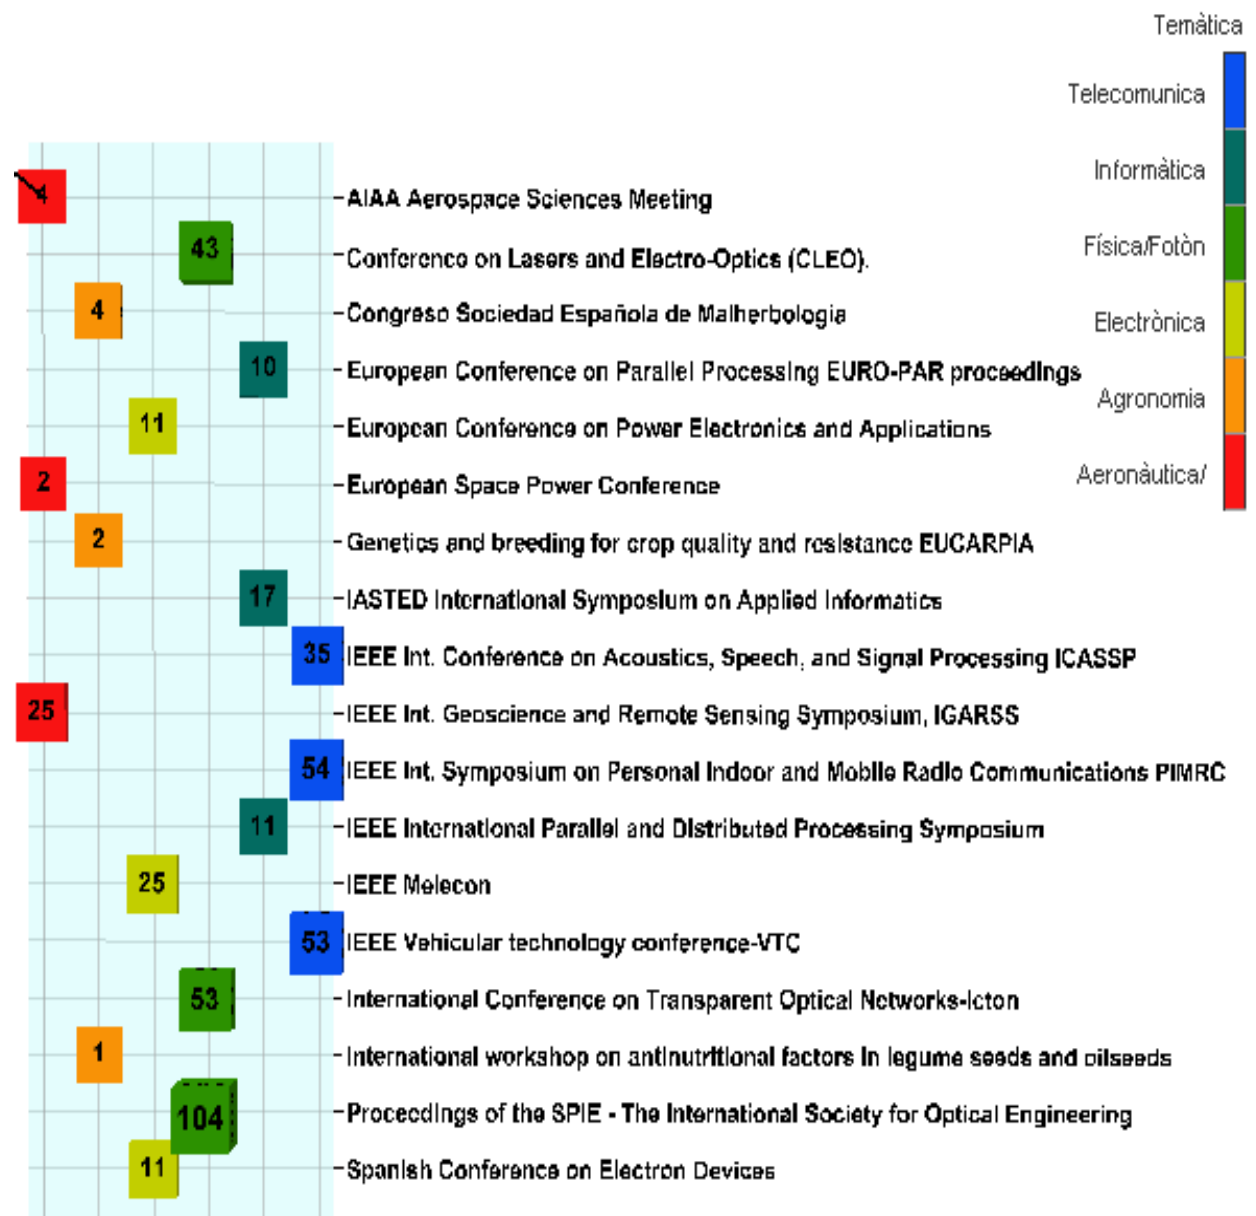 Temàtica
Telecomunica
Informàtica
Física/Fotòn
Electrònica
Agronomia
Aeronàutica/
4 AIAA Aerospace Sciences Meeting
43 Conference on Lasers and Electro-Optics (CLEO).
4 Congreso Sociedad Española de Malherbologia
10 European Conference on Parallel Processing EURO-PAR proceedings
11 European Conference on Power Electronics and Applications
2 European Space Power Conference
2 Genetics and breeding for crop quality and resistance EUCARPIA
17 IASTED International Symposium on Applied Informatics
35 IEEE Int. Conference on Acoustics, Speech, and Signal Processing ICASSP
25 IEEE Int. Geoscience and Remote Sensing Symposium, IGARSS
54 IEEE Int. Symposium on Personal Indoor and Mobile Radio Communications PIMRC
11 IEEE International Parallel and Distributed Processing Symposium
25 IEEE Melecon
53 IEEE Vehicular technology conference-VTC
53 International Conference on Transparent Optical Networks-Icton
1 International workshop on antinutritional factors in legume seeds and oilseeds
104 Proceedings of the SPIE - The International Society for Optical Engineering
11 Spanish Conference on Electron Devices